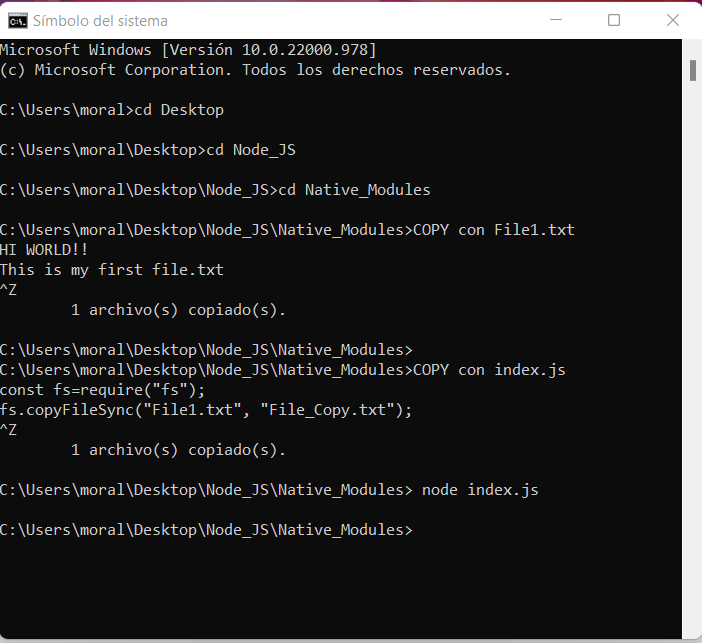 Símbolo del sistema
Microsoft Windows [Versión 10.0.22000.978]
(c) Microsoft Corporation. Todos los derechos reservados.
C:\Users\moral>cd Desktop
C:\Users\moral\Desktop>cd Node_JS
C:\Users\moral\Desktop\Node_JS>cd Native_Modules
C:\Users\moral\Desktop\Node_JS\Native_Modules>COPY con File1.txt
HI WORLD!!
This is my first file.txt
^Z
        1 archivo(s) copiado(s).
C:\Users\moral\Desktop\Node_JS\Native_Modules>
C:\Users\moral\Desktop\Node_JS\Native_Modules>COPY con index.js
const fs=require("fs");
fs.copyFileSync("File1.txt", "File_Copy.txt");
^Z
        1 archivo(s) copiado(s).
C:\Users\moral\Desktop\Node_JS\Native_Modules> node index.js
C:\Users\moral\Desktop\Node_JS\Native_Modules>